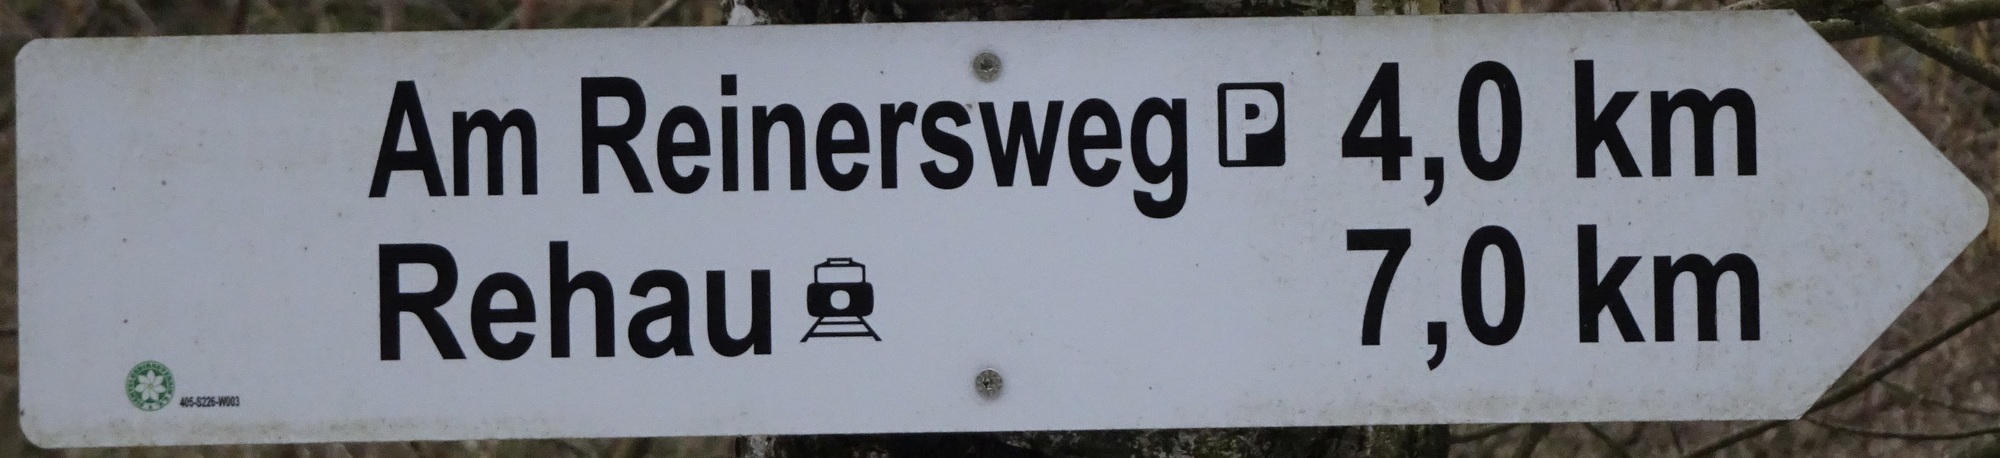 Am Reinersweg P 4,0 km
Rehau 7,0 km
405-S226-W003